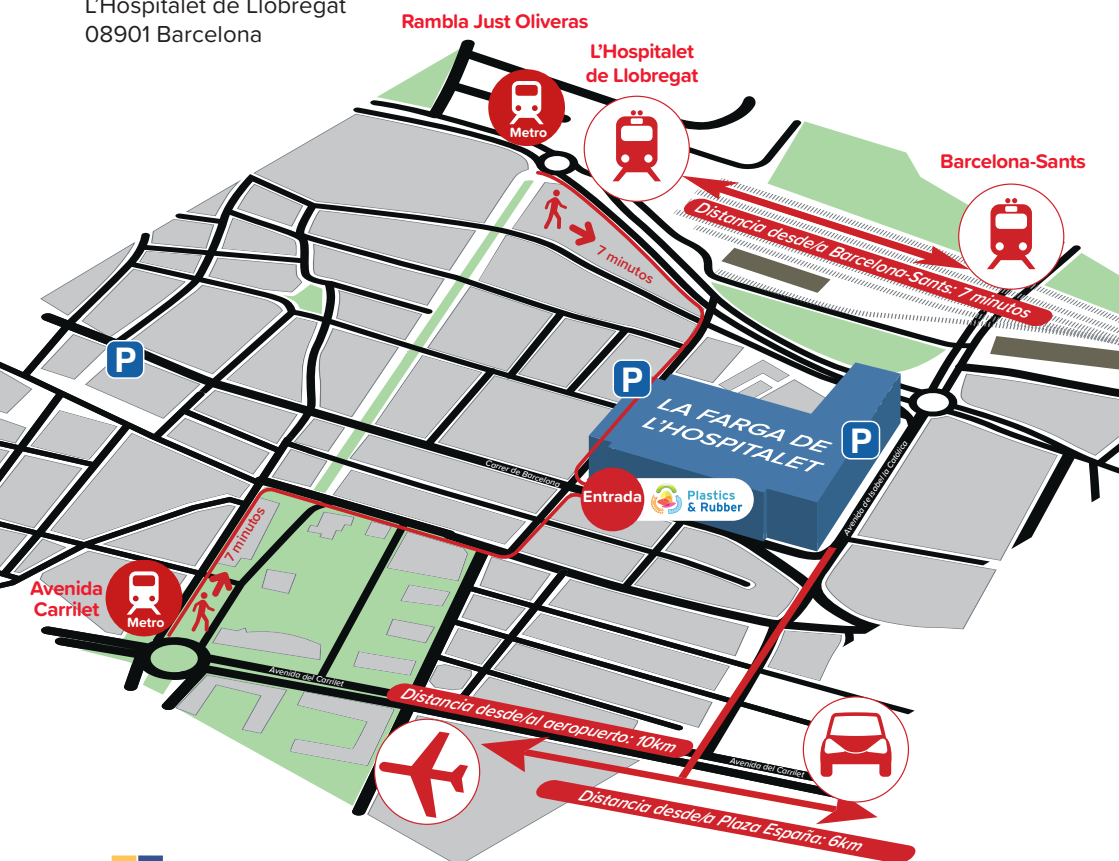 L'Hospitalet de Llobregat
08901 Barcelona
Rambla Just Oliveras
L'Hospitalet
de Llobregat
Metro
Barcelona-Sants
Distancia desde/a Barcelona-Sants: 7 minutos
7 minutos
P
P
LA FARGA DE
L'HOSPITALET
P
Carrer de Barcelona
Avenida de Isabel la Católica
Entrada
Plastics
& Rubber
7 minutos
Avenida
Carrilet
Metro
Avenida del Carrilet
Distancia desde/al aeropuerto: 10km
Avenida del Carrilet
Distancia desde/a Plaza España: 6km